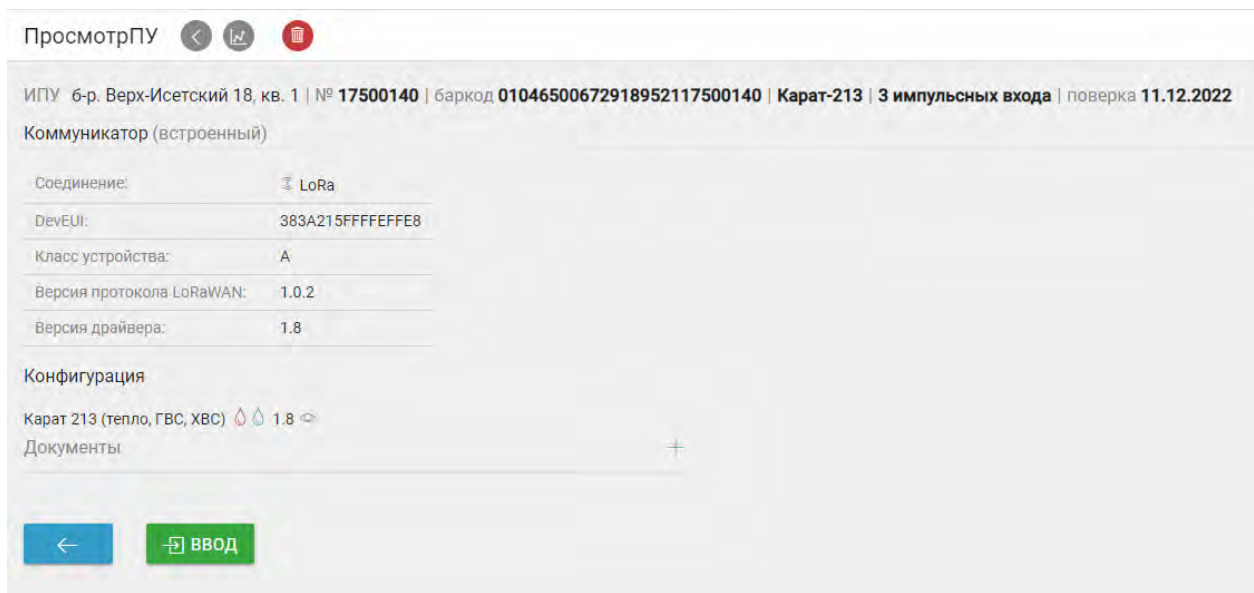 ПросмотрПУ
ИПУ б-р. Верх-Исетский 18, кв. 1 | № 17500140 | баркод 01046500672918952117500140 | Карат-213 | 3 импульсных входа | поверка 11.12.2022
Коммуникатор (встроенный)
Соединение: LoRa
DevEUI: 383A215FFFFEFFE8
Класс устройства: A
Версия протокола LoRaWAN: 1.0.2
Версия драйвера: 1.8
Конфигурация
Карат 213 (тепло, ГВС, ХВС) 1.8
Документы +
ВВОД